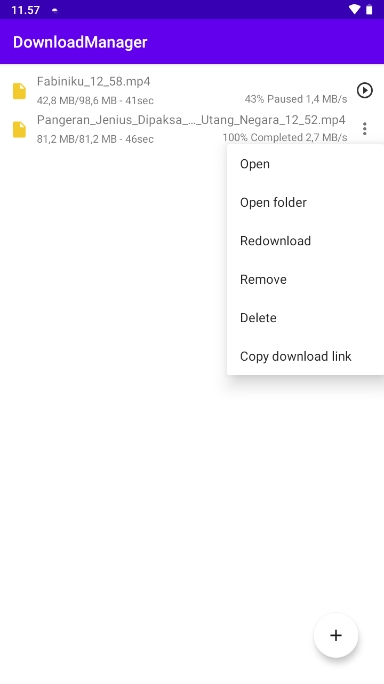 11.57
DownloadManager
Fabiniku_12_58.mp4
42,8 MB/98,6 MB - 41sec
43% Paused 1,4 MB/s
Pangeran_Jenius_Dipaksa_..._Utang_Negara_12_52.mp4
81,2 MB/81,2 MB - 46sec
100% Completed 2,7 MB/s
Open
Open folder
Redownload
Remove
Delete
Copy download link